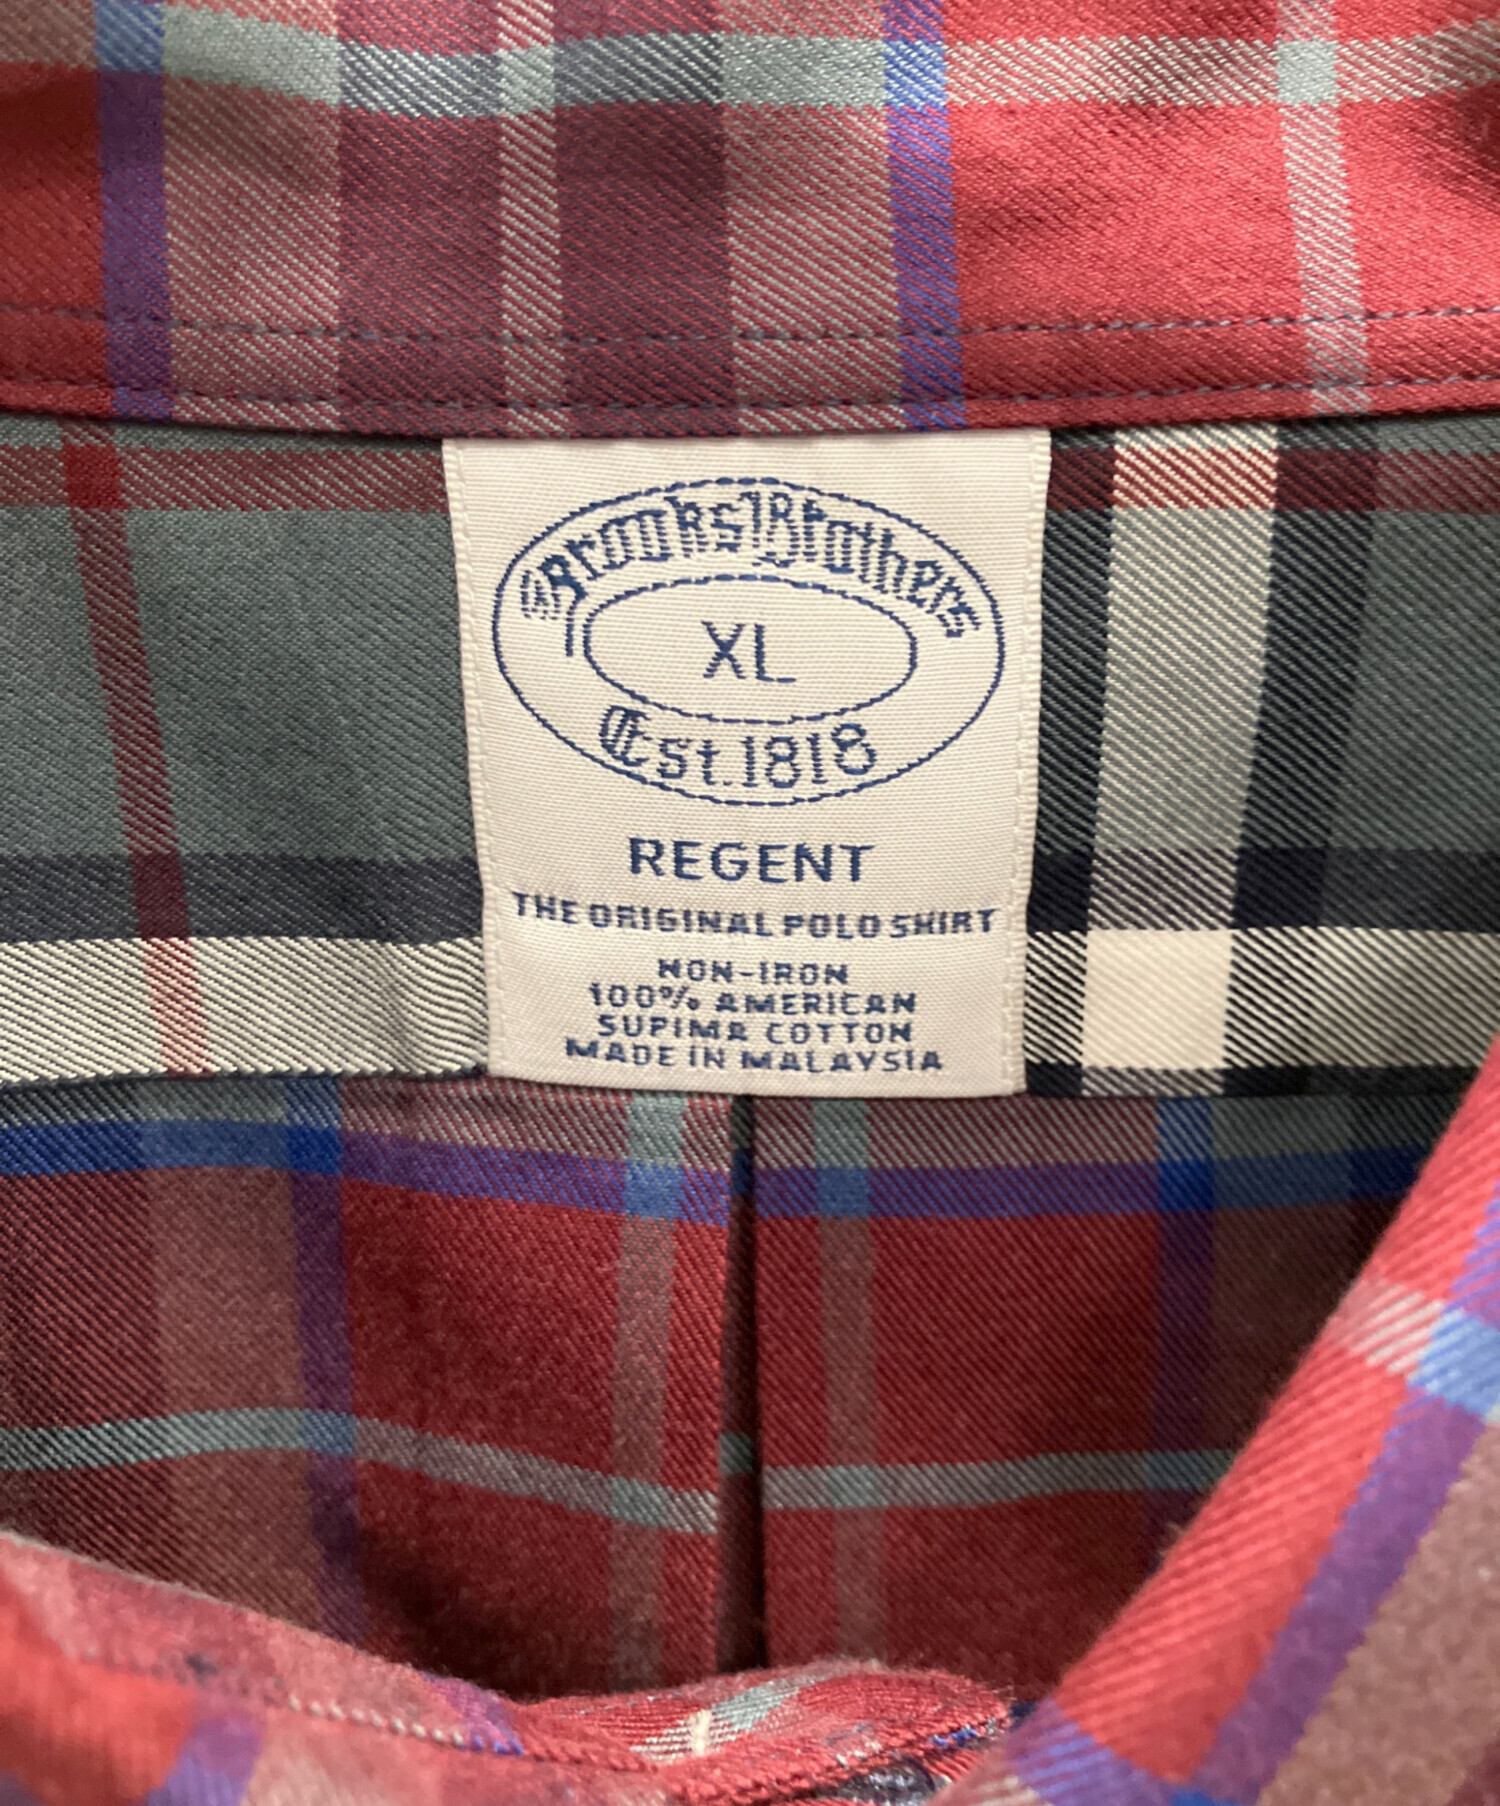 Brooks Brothers
XL
Est. 1818
REGENT
THE ORIGINAL POLO SHIRT
NON-IRON
100% AMERICAN
SUPIMA COTTON
MADE IN MALAYSIA